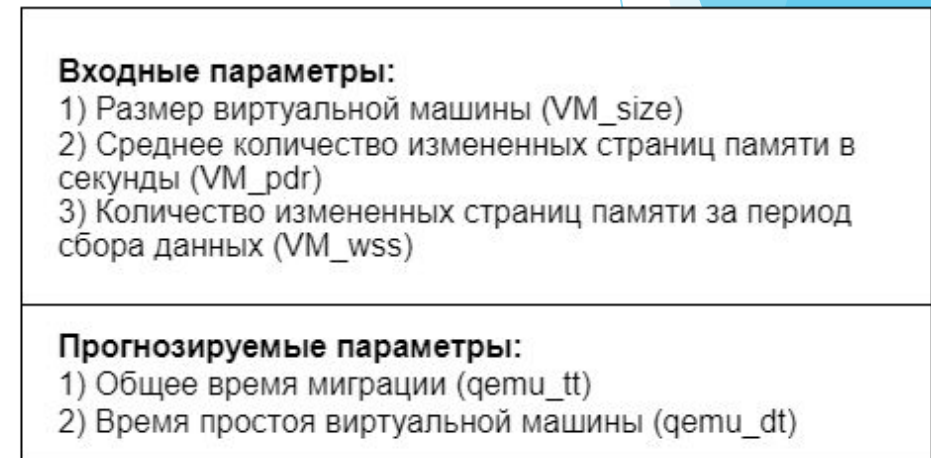 Входные параметры:
1) Размер виртуальной машины (VM_size)
2) Среднее количество измененных страниц памяти в
секунды (VM_pdr)
3) Количество измененных страниц памяти за период
сбора данных (VM_wss)
Прогнозируемые параметры:
1) Общее время миграции (qemu_tt)
2) Время простоя виртуальной машины (qemu_dt)